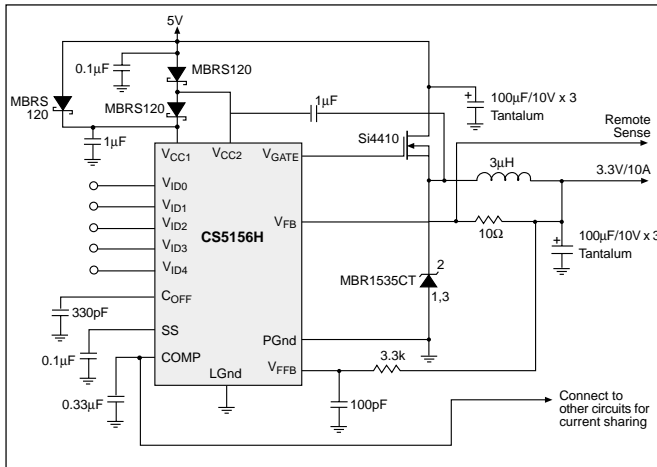 5V
0.1µF
MBRS120
MBRS
120
MBRS120
1µF
1µF
100µF/10V x 3
Tantalum
Si4410
Remote
Sense
3µH
3.3V/10A
VCC1
VCC2
VGATE
VID0
VID1
VID2
VID3
VID4
CS5156H
VFB
10Ω
100µF/10V x 3
Tantalum
2
MBR1535CT
1,3
COFF
330pF
SS
0.1µF
PGnd
COMP
3.3k
VFFB
LGnd
0.33µF
100pF
Connect to
other circuits for
current sharing